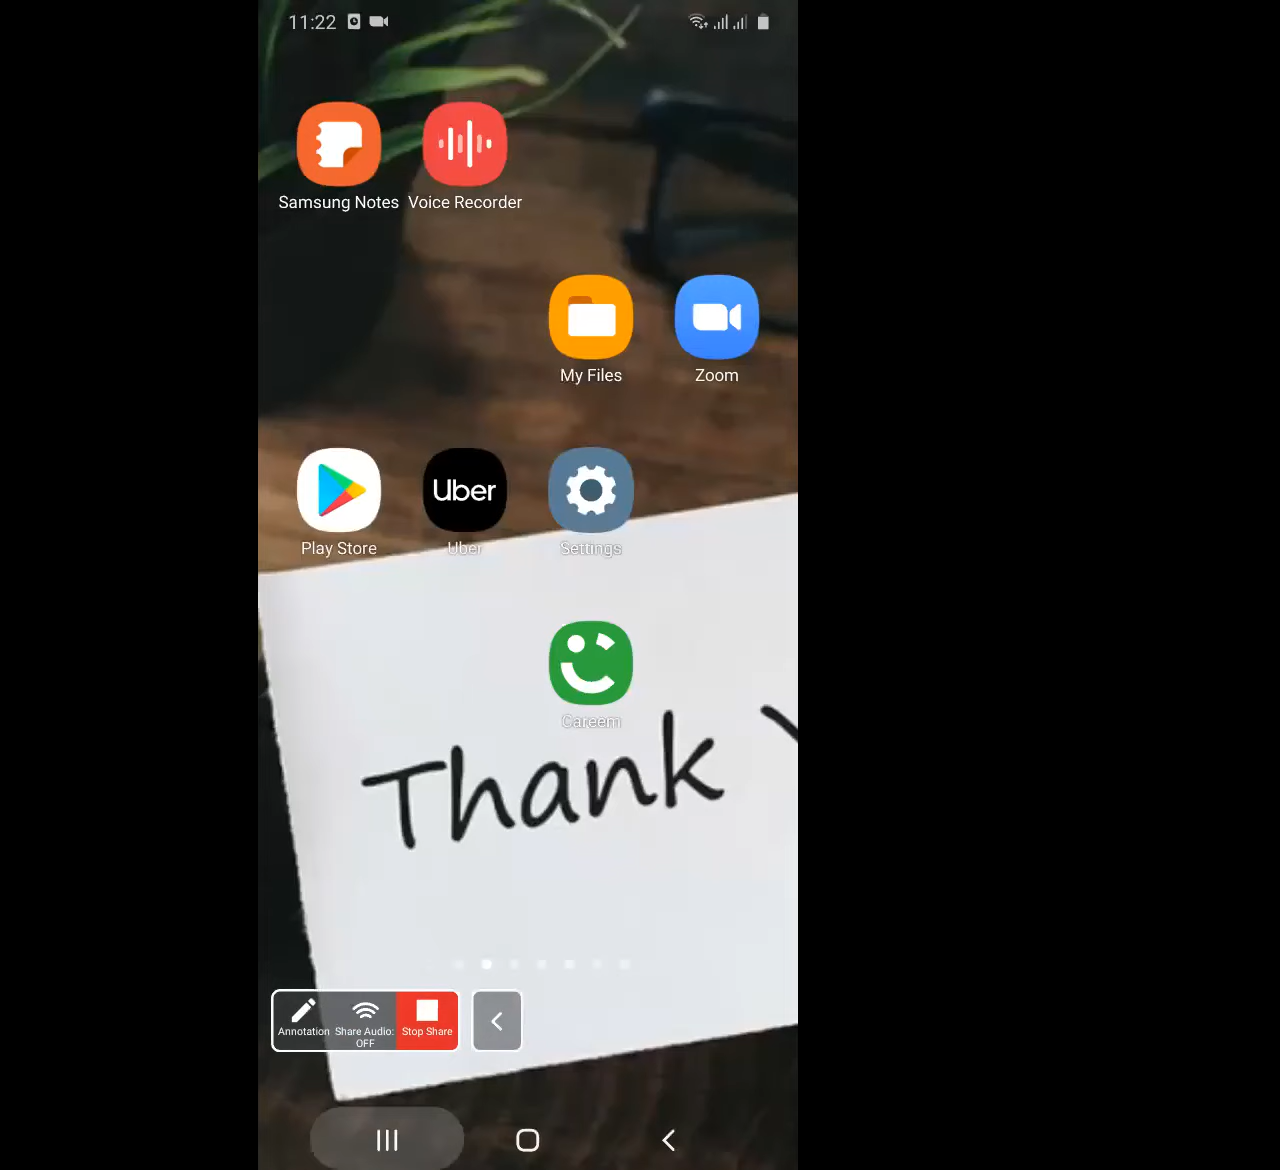 11:22
Samsung Notes
Voice Recorder
My Files
Zoom
Uber
Play Store
Uber
Settings
Careem
Thank
Annotation
Share Audio:
OFF
Stop Share